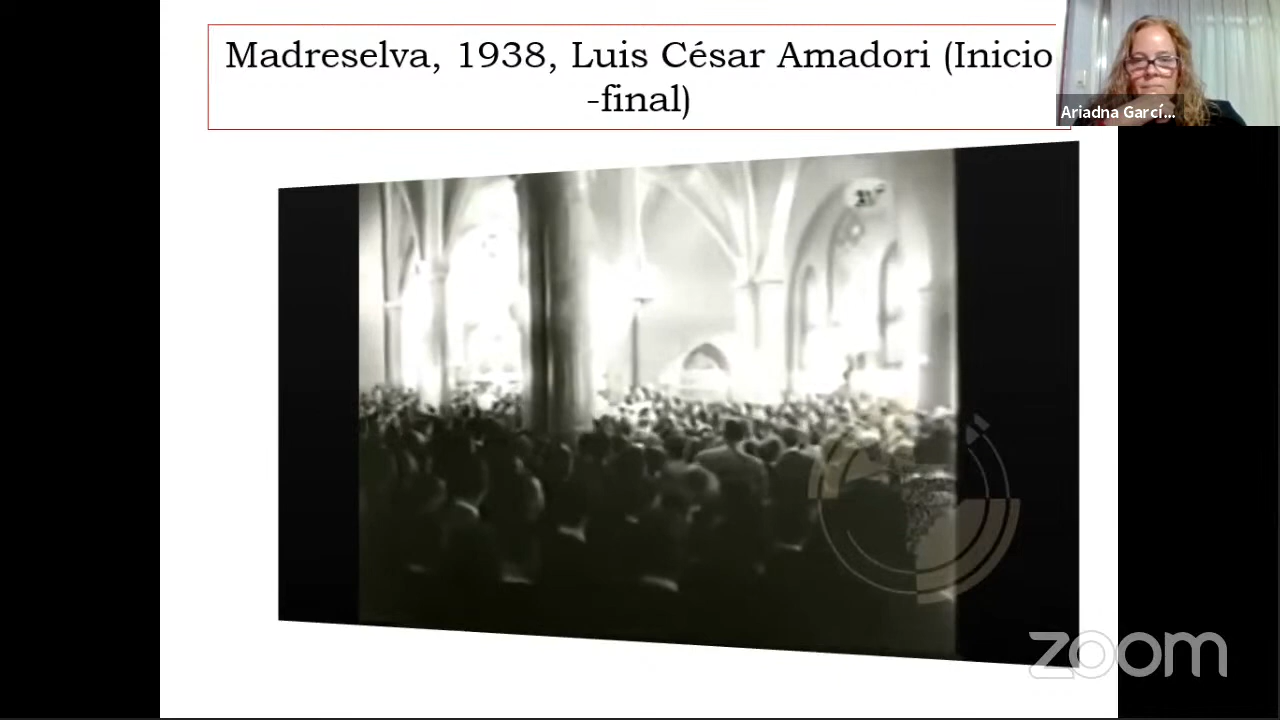 Madreselva, 1938, Luis César Amadori (Inicio
-final)
Ariadna Garcí...
zoom